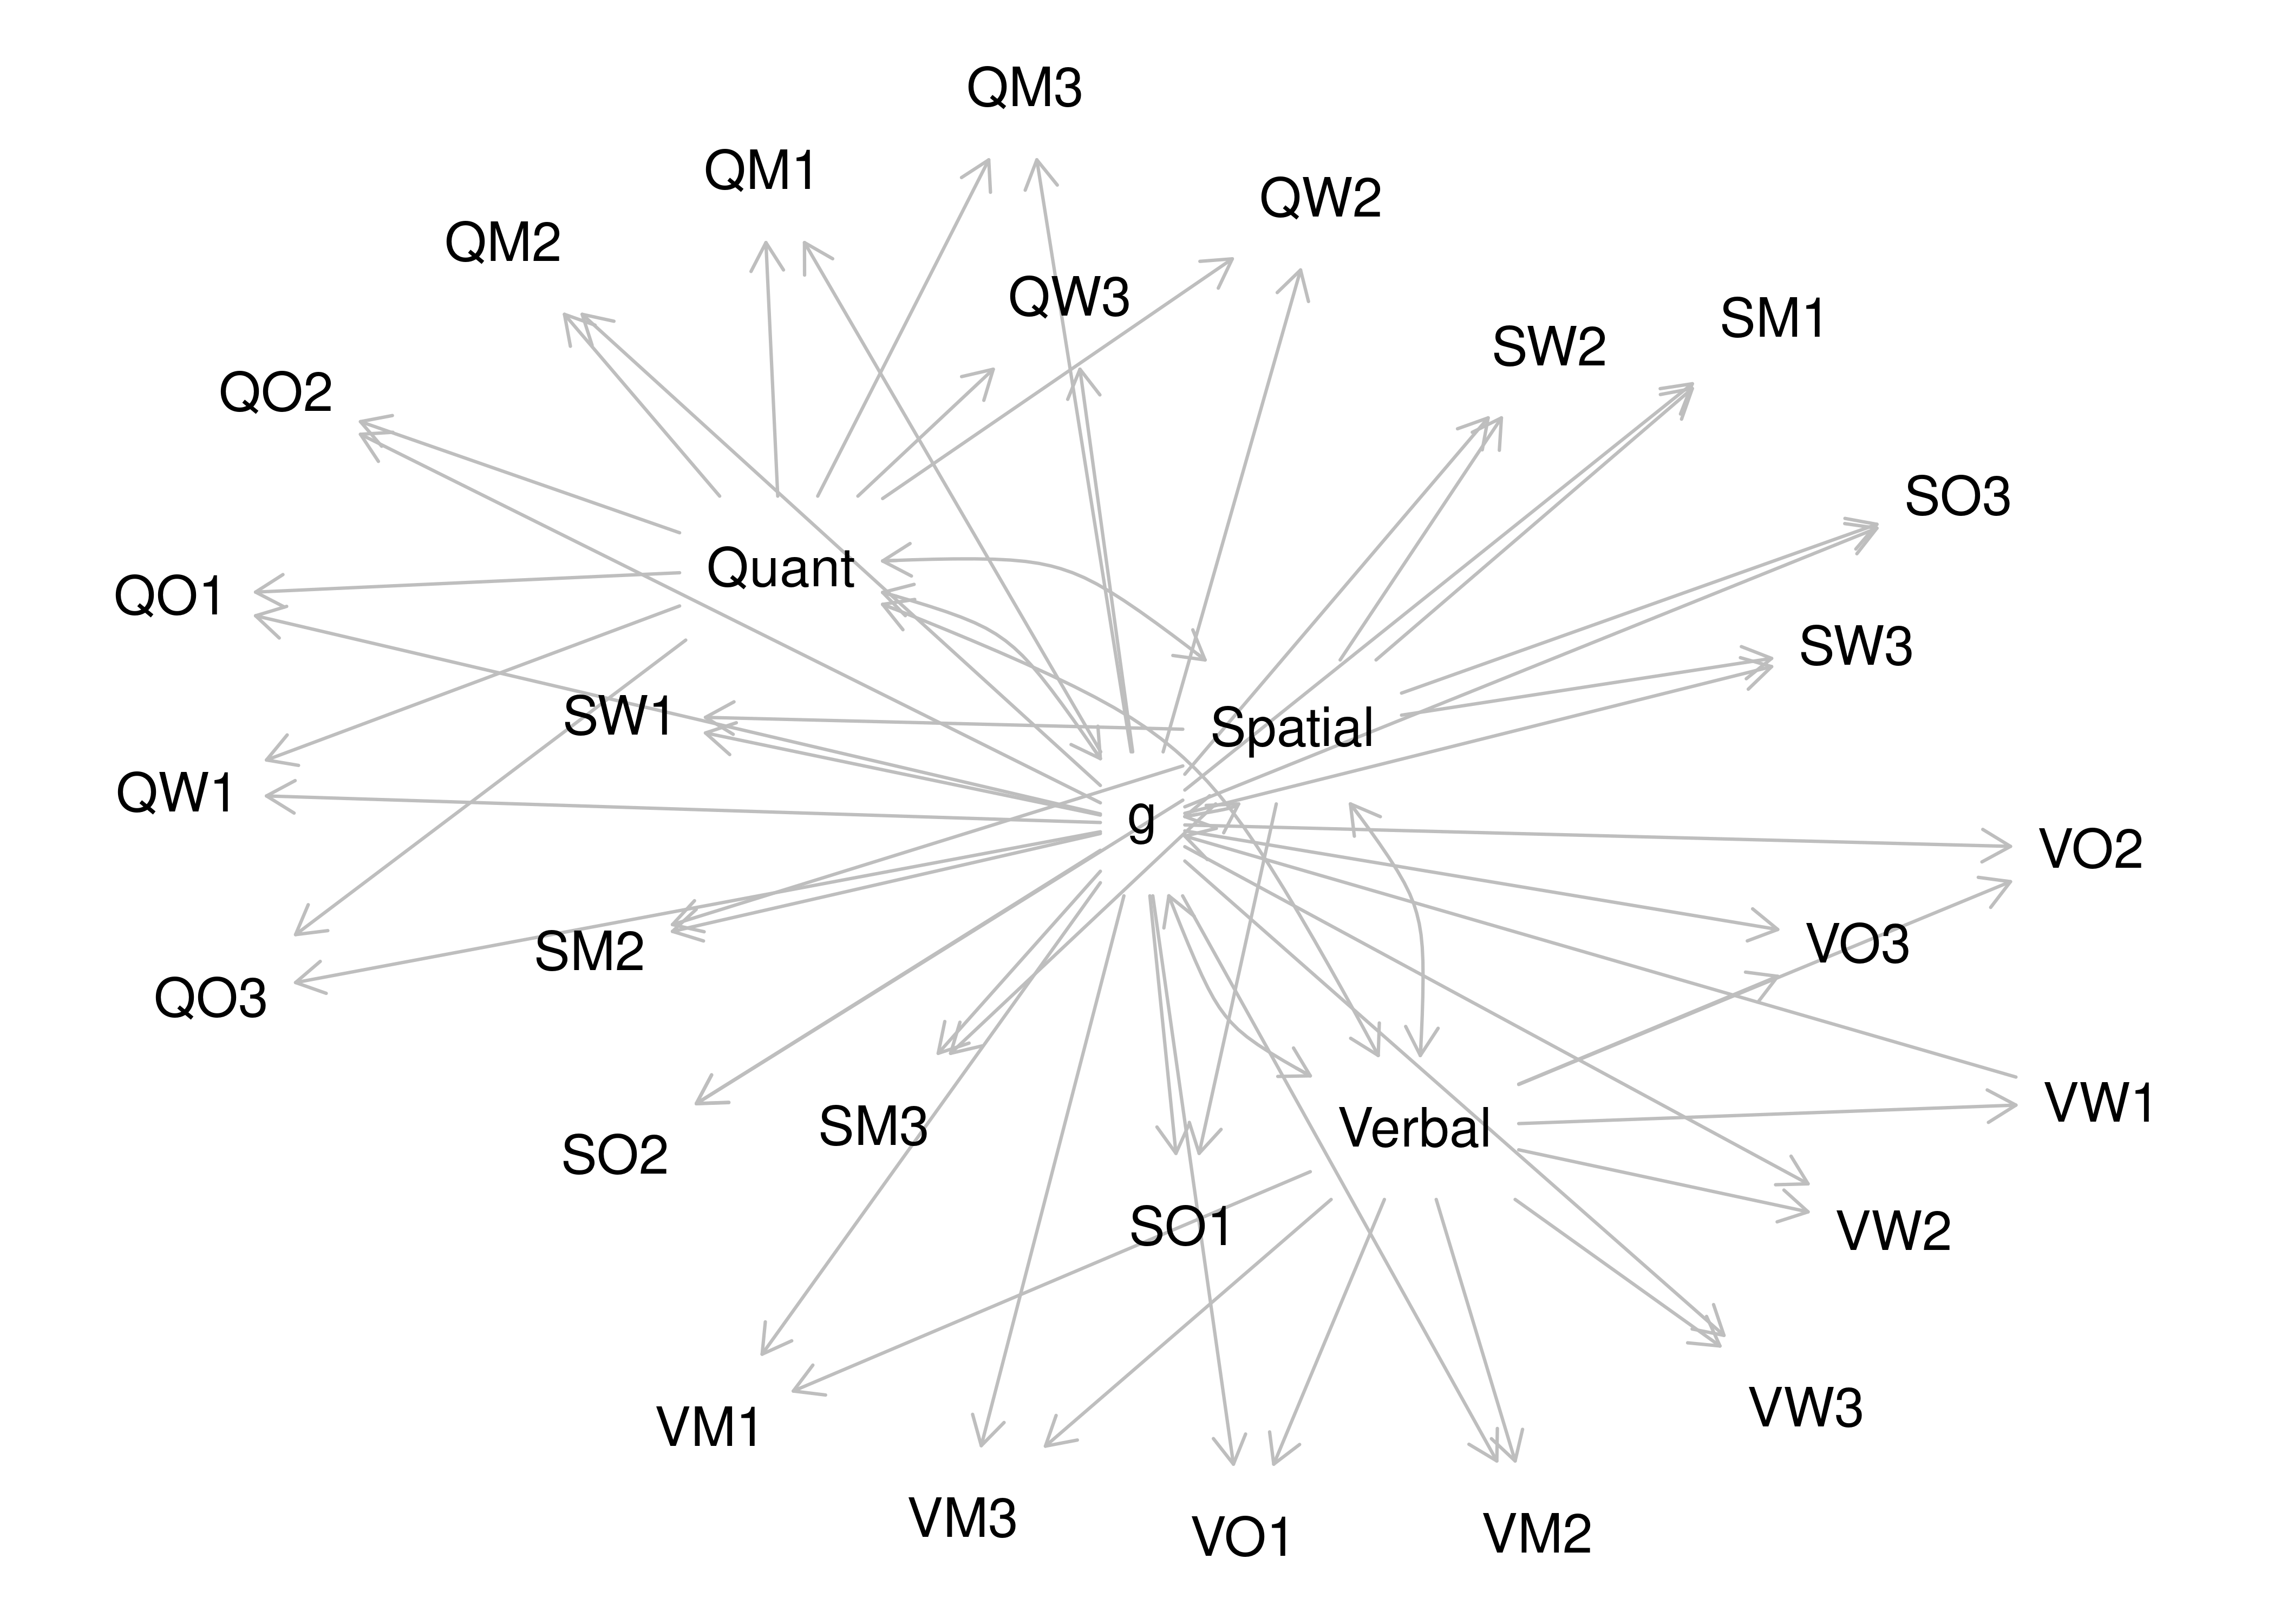 QM3
QM1
QW2
QM2
QW3
SM1
SW2
QO2
SO3
Quant
QO1
SW3
SW1
Spatial
QW1
g
VO2
VO3
SM2
QO3
VW1
SM3
Verbal
SO2
SO1
VW2
VW3
VM1
VM3
VO1
VM2